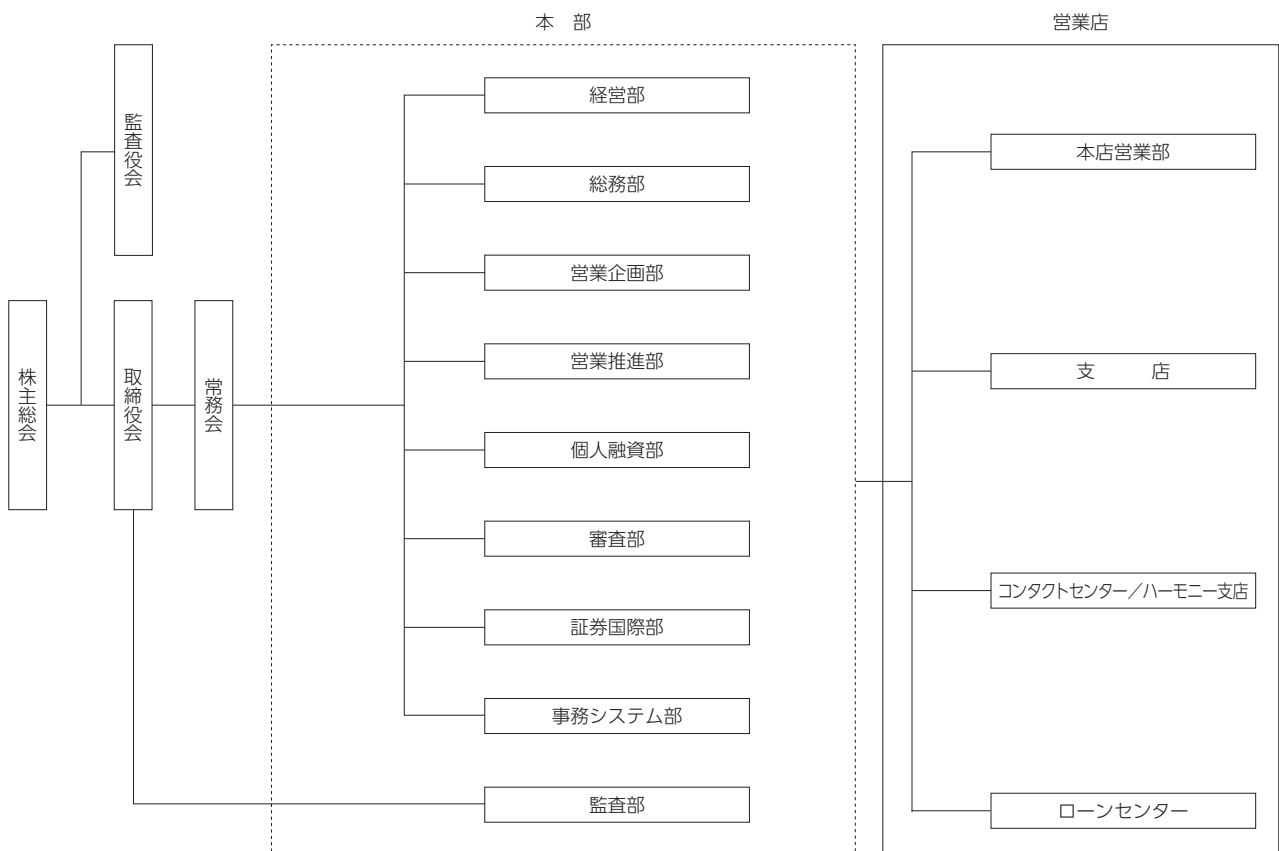 本　部
営業店
監査役会
株主総会
取締役会
常務会
経営部
総務部
営業企画部
営業推進部
個人融資部
審査部
証券国際部
事務システム部
監査部
本店営業部
支　　　店
コンタクトセンター／ハーモニー支店
ローンセンター